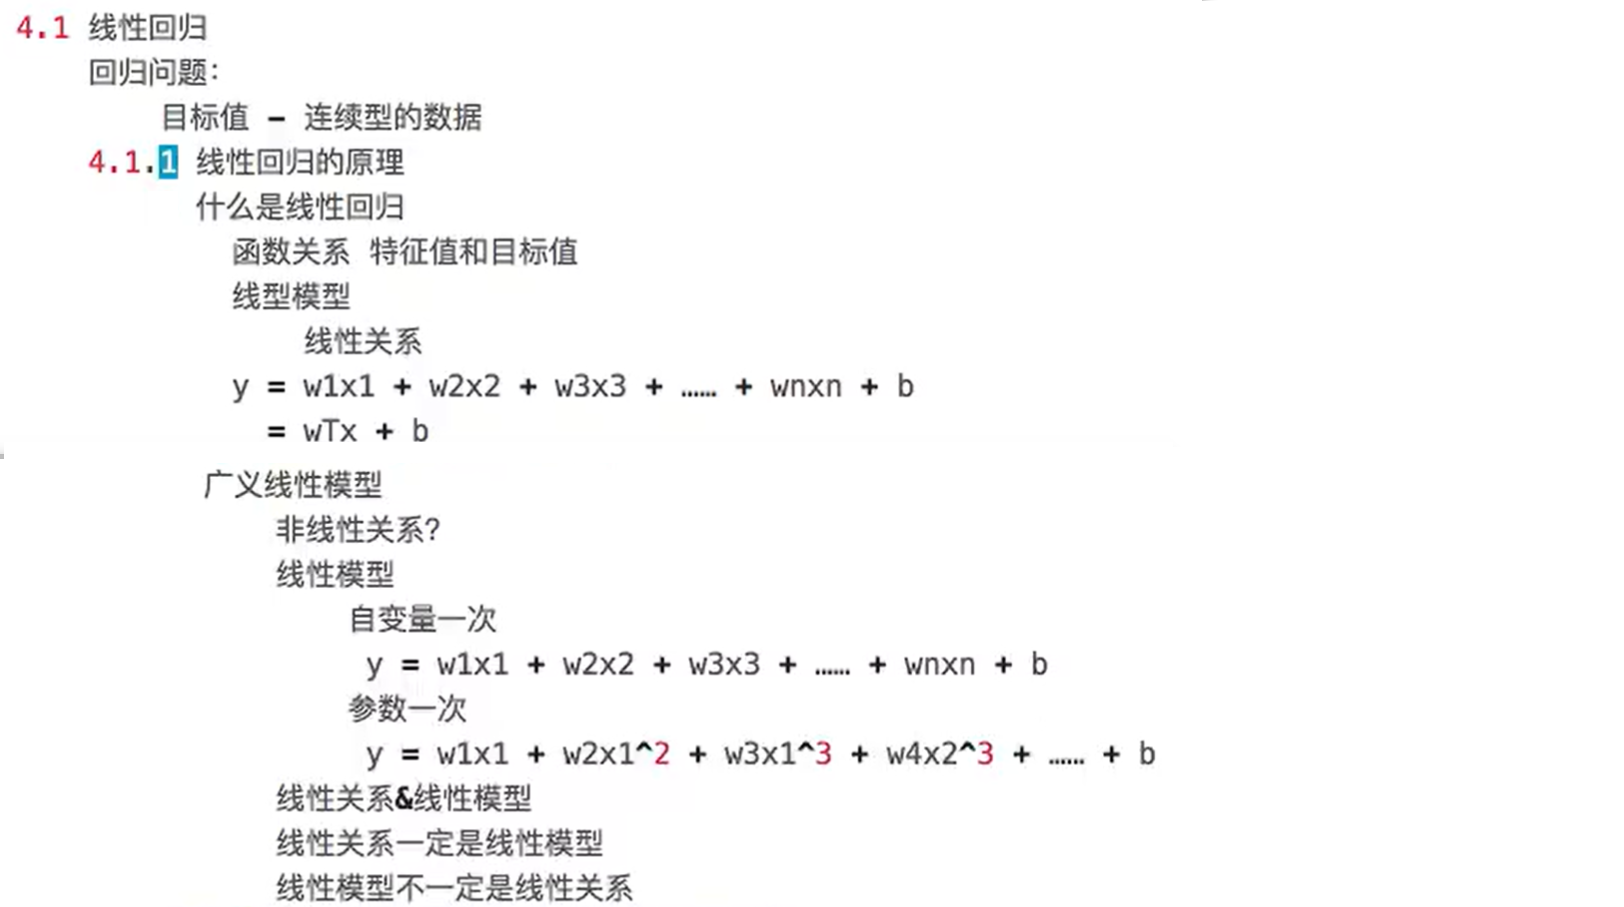 4.1 线性回归
回归问题:
目标值 - 连续型的数据
4.1.1 线性回归的原理
什么是线性回归
函数关系 特征值和目标值
线型模型
线性关系
y = w1x1 + w2x2 + w3x3 + …… + wnxn + b
= wTx + b
广义线性模型
非线性关系?
线性模型
自变量一次
y = w1x1 + w2x2 + w3x3 + …… + wnxn + b
参数一次
y = w1x1 + w2x1^2 + w3x1^3 + w4x2^3 + …… + b
线性关系&线性模型
线性关系一定是线性模型
线性模型不一定是线性关系